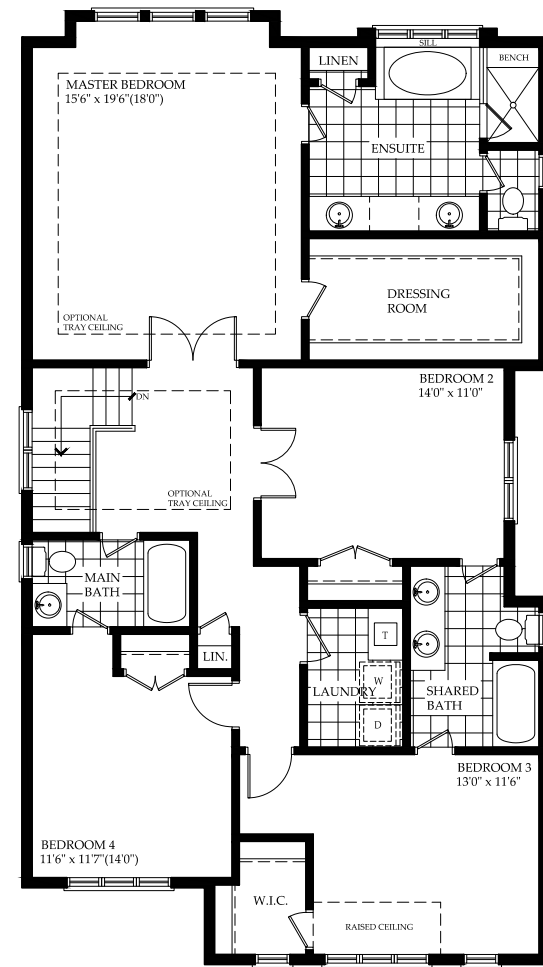 SILL
LINEN
BENCH
MASTER BEDROOM
15'6" x 19'6"(18'0")
ENSUITE
DRESSING
ROOM
OPTIONAL
TRAY CEILING
BEDROOM 2
14'0" x 11'0"
DN
OPTIONAL
TRAY CEILING
MAIN
BATH
T
LIN.
W
LAUNDRY
SHARED
BATH
D
BEDROOM 3
13'0" x 11'6"
BEDROOM 4
11'6" x 11'7"(14'0")
W.I.C.
RAISED CEILING